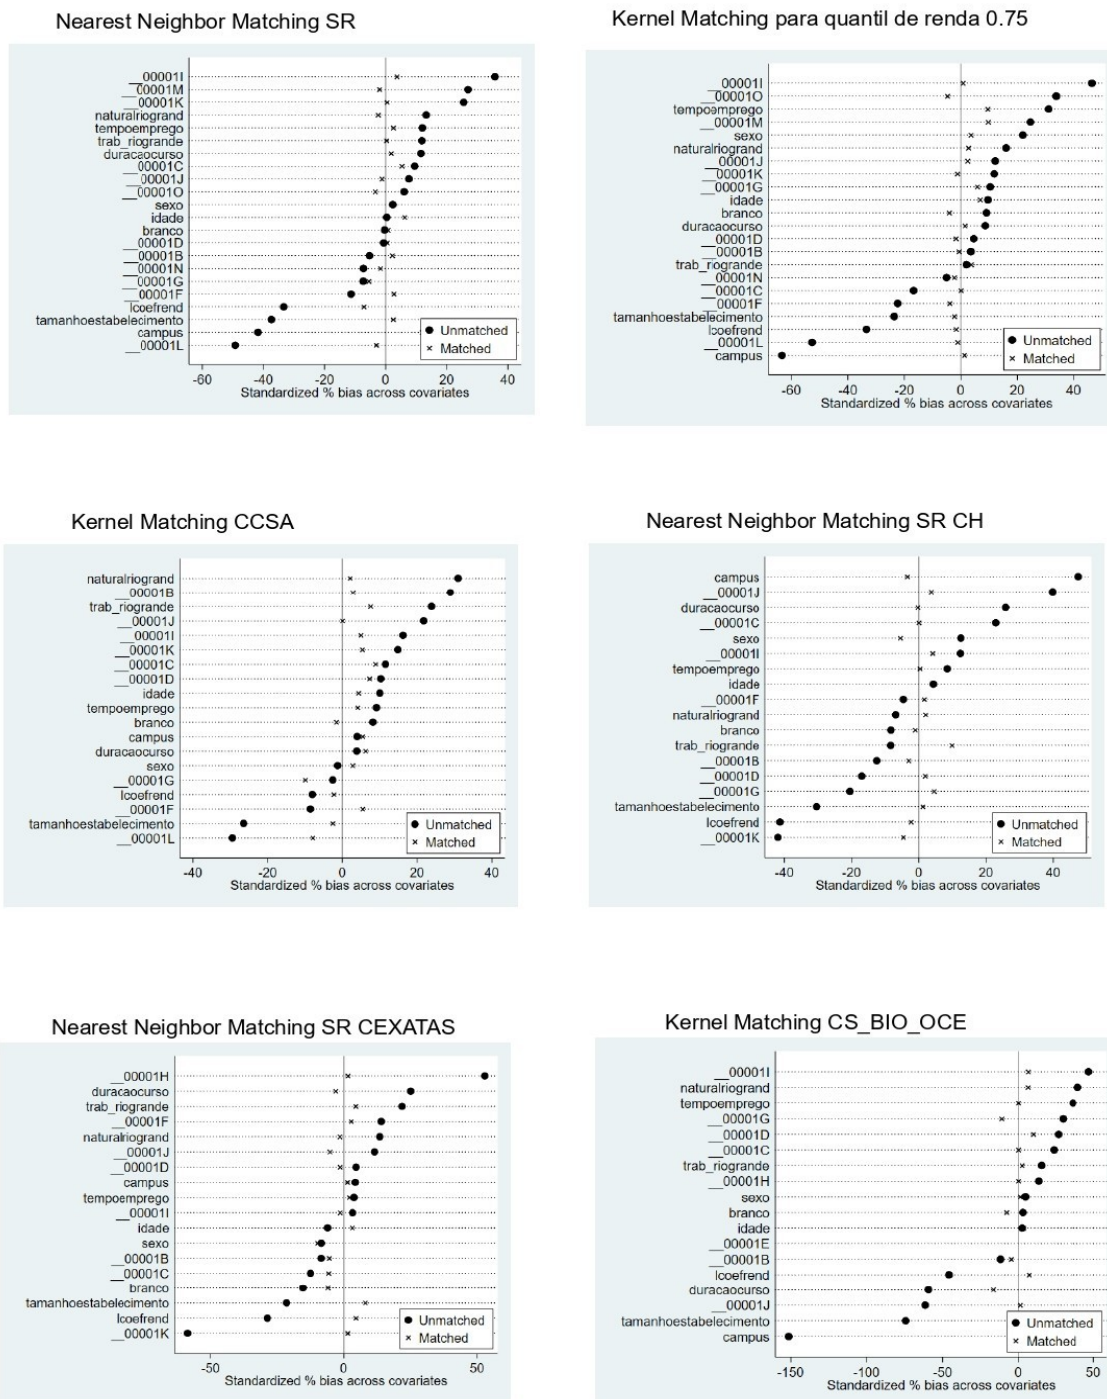 Nearest Neighbor Matching SR
__00001I
__00001M
__00001K
naturalriogrand
tempoemprego
trab_riogrande
duracaocurso
__00001C
__00001J
__00001O
sexo
idade
branco
__00001D
__00001B
__00001N
__00001G
__00001F
lcoefrend
tamanhoestabelecimento
campus
__00001L
Unmatched
Matched
-60 -40 -20 0 20 40
Standardized % bias across covariates
Kernel Matching para quantil de renda 0.75
__00001I
__00001O
tempoemprego
__00001M
sexo
naturalriogrand
__00001J
__00001K
__00001G
idade
branco
duracaocurso
__00001D
__00001B
trab_riogrande
__00001N
__00001C
__00001F
tamanhoestabelecimento
lcoefrend
__00001L
campus
Unmatched
Matched
-60 -40 -20 0 20 40
Standardized % bias across covariates
Kernel Matching CCSA
naturalriogrand
__00001B
trab_riogrande
__00001J
__00001I
__00001K
__00001C
__00001D
idade
tempoemprego
branco
campus
duracaocurso
sexo
__00001G
lcoefrend
__00001F
tamanhoestabelecimento
__00001L
Unmatched
Matched
-40 -20 0 20 40
Standardized % bias across covariates
Nearest Neighbor Matching SR CH
campus
__00001J
duracaocurso
__00001C
sexo
__00001I
tempoemprego
idade
__00001F
naturalriogrand
branco
trab_riogrande
__00001B
__00001D
__00001G
tamanhoestabelecimento
lcoefrend
__00001K
Unmatched
Matched
-40 -20 0 20 40
Standardized % bias across covariates
Nearest Neighbor Matching SR CEXATAS
__00001H
duracaocurso
trab_riogrande
__00001F
naturalriogrand
__00001J
__00001D
campus
tempoemprego
__00001I
idade
sexo
__00001B
__00001C
branco
tamanhoestabelecimento
lcoefrend
__00001K
Unmatched
Matched
-50 0 50
Standardized % bias across covariates
Kernel Matching CS_BIO_OCE
__00001I
naturalriogrand
tempoemprego
__00001G
__00001D
__00001C
trab_riogrande
__00001H
sexo
branco
idade
__00001E
__00001B
lcoefrend
duracaocurso
__00001J
tamanhoestabelecimento
campus
Unmatched
Matched
-150 -100 -50 0 50
Standardized % bias across covariates